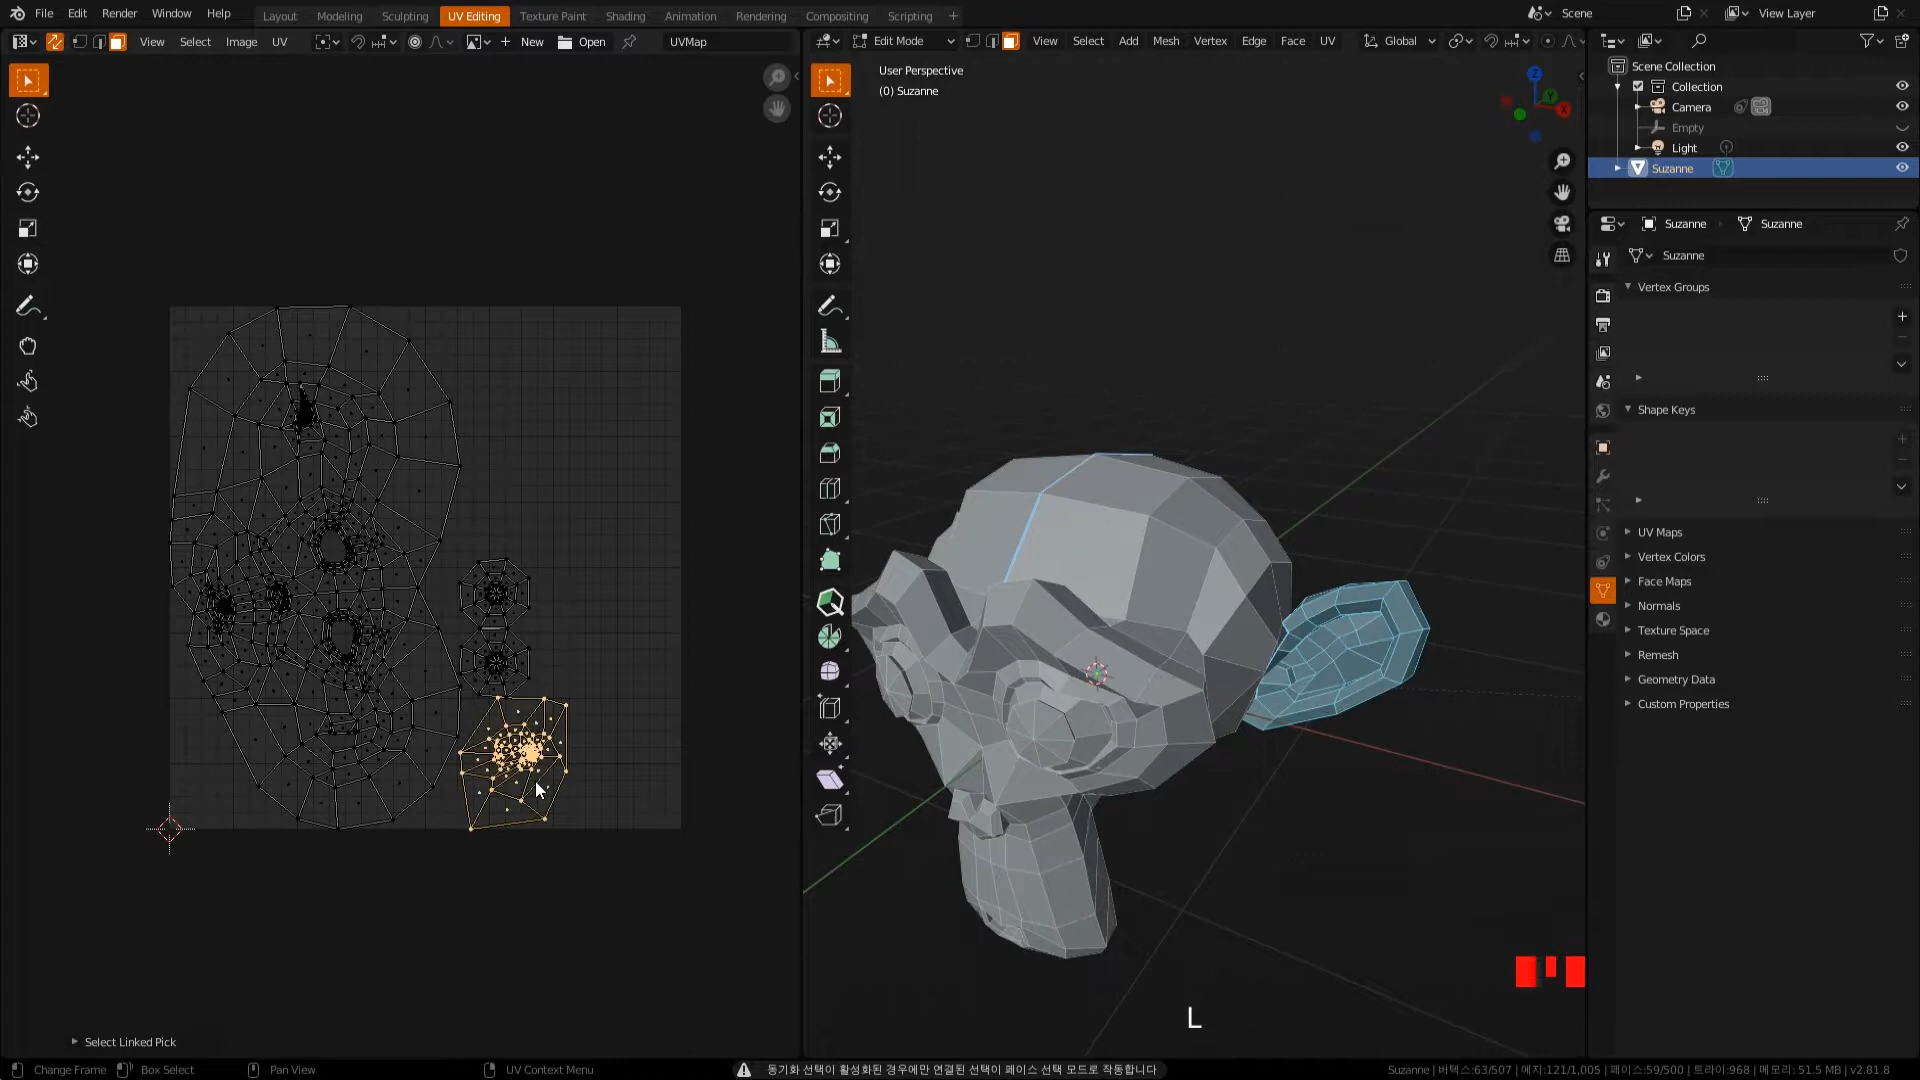 File Edit Render Window Help Layout Modeling Sculpting UV Editing Texture Paint Shading Animation Rendering Compositing Scripting + Scene View Layer
View Select Image UV New Open UVMap
Edit Mode View Select Add Mesh Vertex Edge Face UV Global
User Perspective
(0) Suzanne
Scene Collection
Collection
Camera
Empty
Light
Suzanne
Suzanne Suzanne
Suzanne
Vertex Groups
Shape Keys
UV Maps
Vertex Colors
Face Maps
Normals
Texture Space
Remesh
Geometry Data
Custom Properties
Z
Y
X
L
Select Linked Pick
Change Frame Box Select Pan View UV Context Menu
동기화 선택이 활성화된 경우에만 연결된 선택이 페이스 선택 모드로 작동합니다
Suzanne | 버텍스:63/507 | 에지:121/1,005 | 페이스:59/500 | 트라이:968 | 메모리: 51.5 MB | v2.81.8